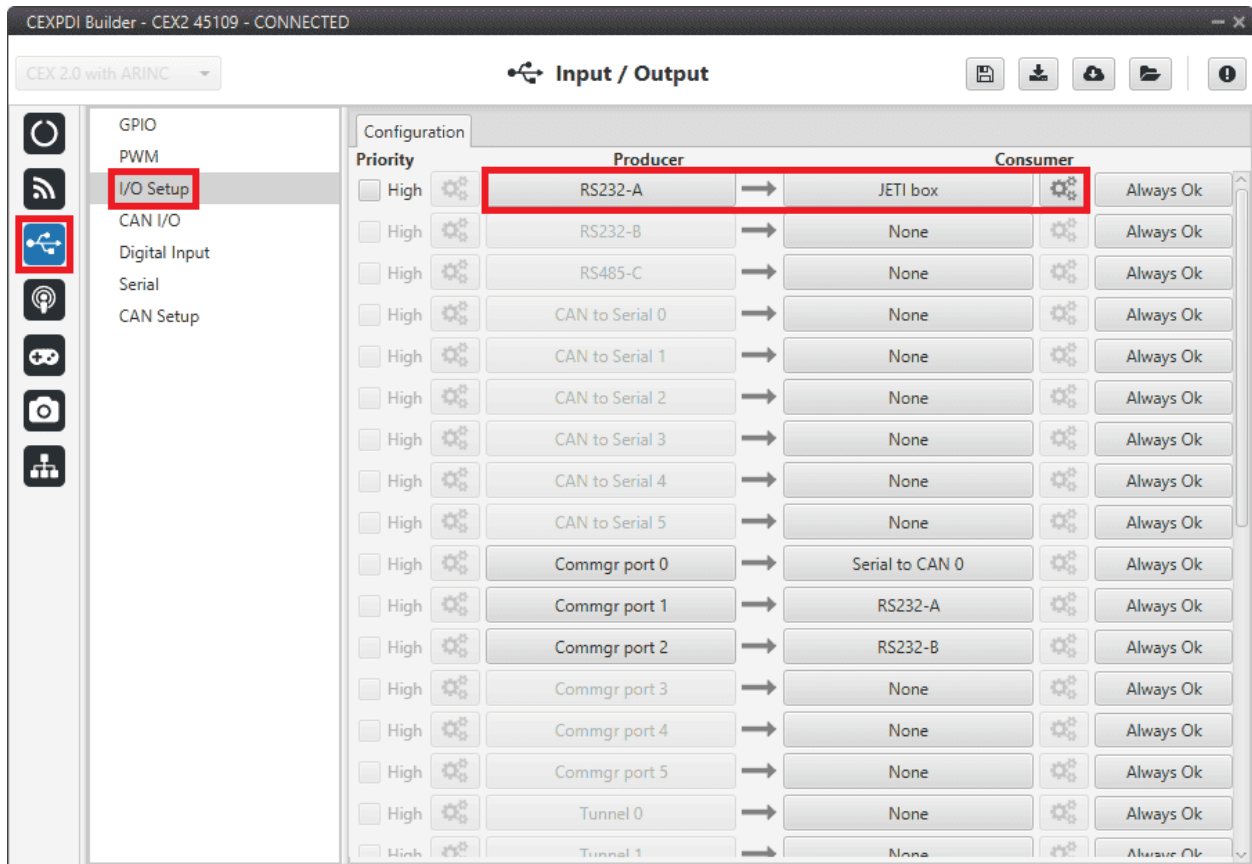 CEXPDI Builder - CEX2 45109 - CONNECTED
CEX 2.0 with ARINC
Input / Output
GPIO
PWM
I/O Setup
CAN I/O
Digital Input
Serial
CAN Setup
Configuration
Priority Producer Consumer
High RS232-A JETI box Always Ok
High RS232-B None Always Ok
High RS485-C None Always Ok
High CAN to Serial 0 None Always Ok
High CAN to Serial 1 None Always Ok
High CAN to Serial 2 None Always Ok
High CAN to Serial 3 None Always Ok
High CAN to Serial 4 None Always Ok
High CAN to Serial 5 None Always Ok
High Commgr port 0 Serial to CAN 0 Always Ok
High Commgr port 1 RS232-A Always Ok
High Commgr port 2 RS232-B Always Ok
High Commgr port 3 None Always Ok
High Commgr port 4 None Always Ok
High Commgr port 5 None Always Ok
High Tunnel 0 None Always Ok
High Tunnel 1 None Always Ok